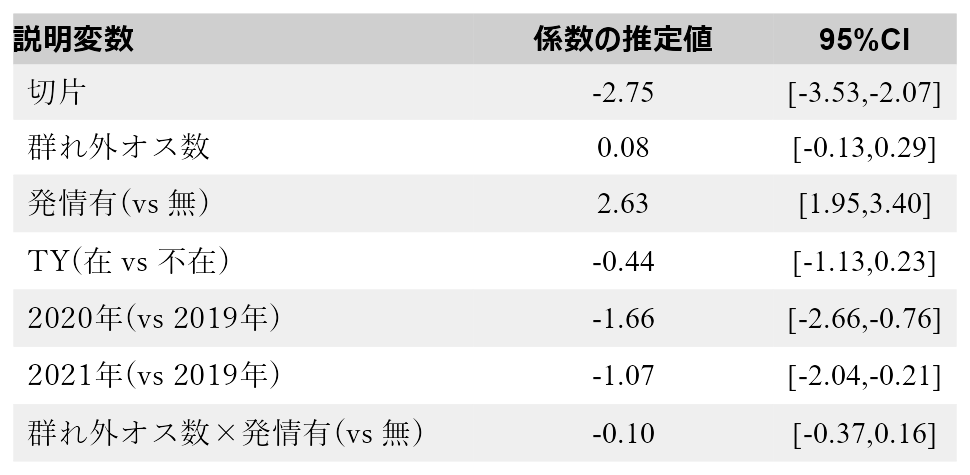 説明変数 係数の推定値 95%CI
切片 -2.75 [-3.53,-2.07]
群れ外オス数 0.08 [-0.13,0.29]
発情有(vs 無) 2.63 [1.95,3.40]
TY(在 vs 不在) -0.44 [-1.13,0.23]
2020年(vs 2019年) -1.66 [-2.66,-0.76]
2021年(vs 2019年) -1.07 [-2.04,-0.21]
群れ外オス数×発情有(vs 無) -0.10 [-0.37,0.16]